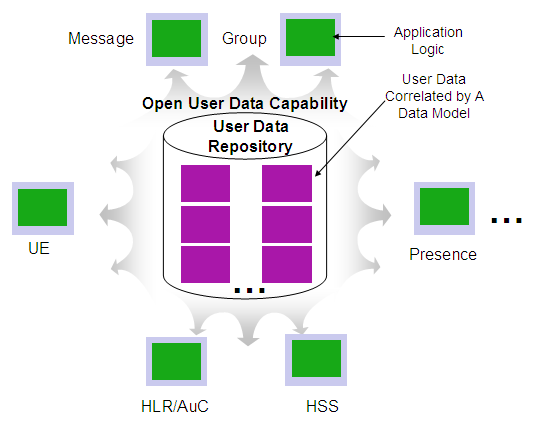 Message
Group
Application
Logic
User Data
Correlated by A
Data Model
Open User Data Capability
User Data
Repository
UE
Presence
...
...
HLR/AuC
HSS